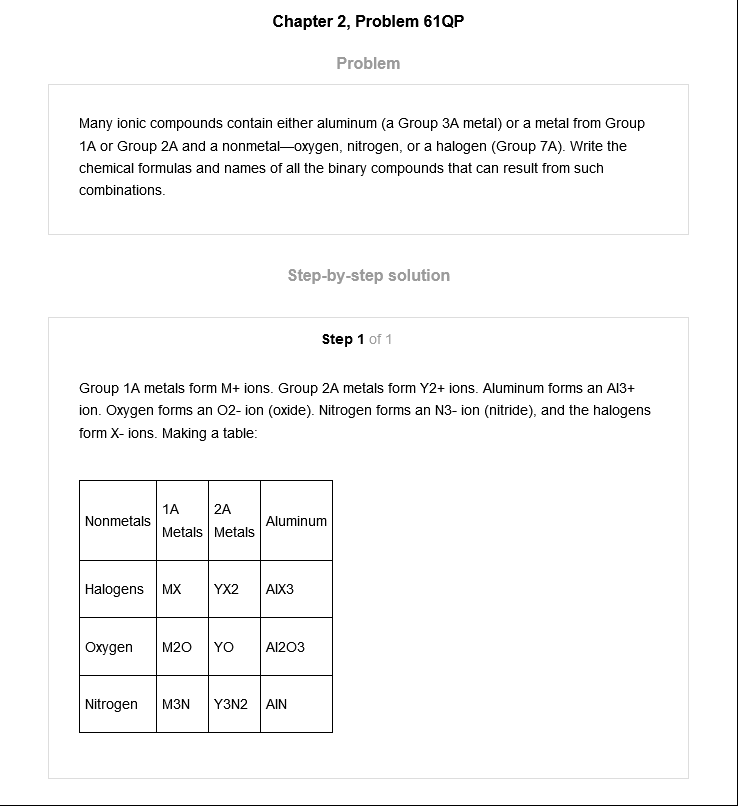 Chapter 2, Problem 61QP
Problem
Many ionic compounds contain either aluminum (a Group 3A metal) or a metal from Group
1A or Group 2A and a nonmetal—oxygen, nitrogen, or a halogen (Group 7A). Write the
chemical formulas and names of all the binary compounds that can result from such
combinations.
Step-by-step solution
Step 1 of 1
Group 1A metals form M+ ions. Group 2A metals form Y2+ ions. Aluminum forms an Al3+
ion. Oxygen forms an O2- ion (oxide). Nitrogen forms an N3- ion (nitride), and the halogens
form X- ions. Making a table:
Nonmetals 1A Metals 2A Metals Aluminum
Halogens MX YX2 AlX3
Oxygen M2O YO Al2O3
Nitrogen M3N Y3N2 AlN